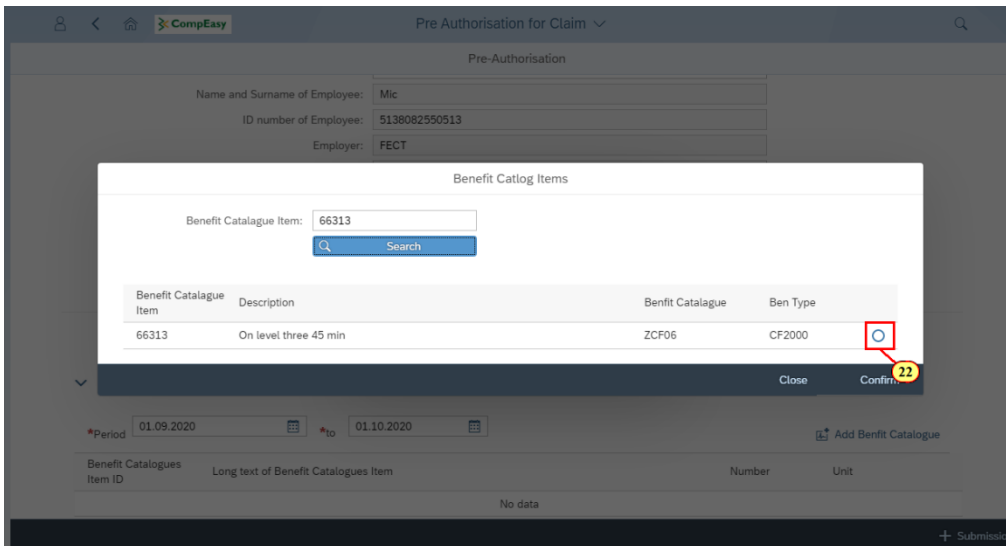 CompEasy
Pre Authorisation for Claim
Pre-Authorisation
Name and Surname of Employee: Mic
ID number of Employee: 5138082550513
Employer: FECT
Benefit Catlog Items
Benefit Catalague Item: 66313
Search
Benefit Catalague Item Description Benfit Catalague Ben Type
66313 On level three 45 min ZCF06 CF2000
22
Close Confirm
*Period 01.09.2020 *to 01.10.2020
Add Benfit Catalogue
Benefit Catalogues Item ID Long text of Benefit Catalogues Item Number Unit
No data
+ Submissio